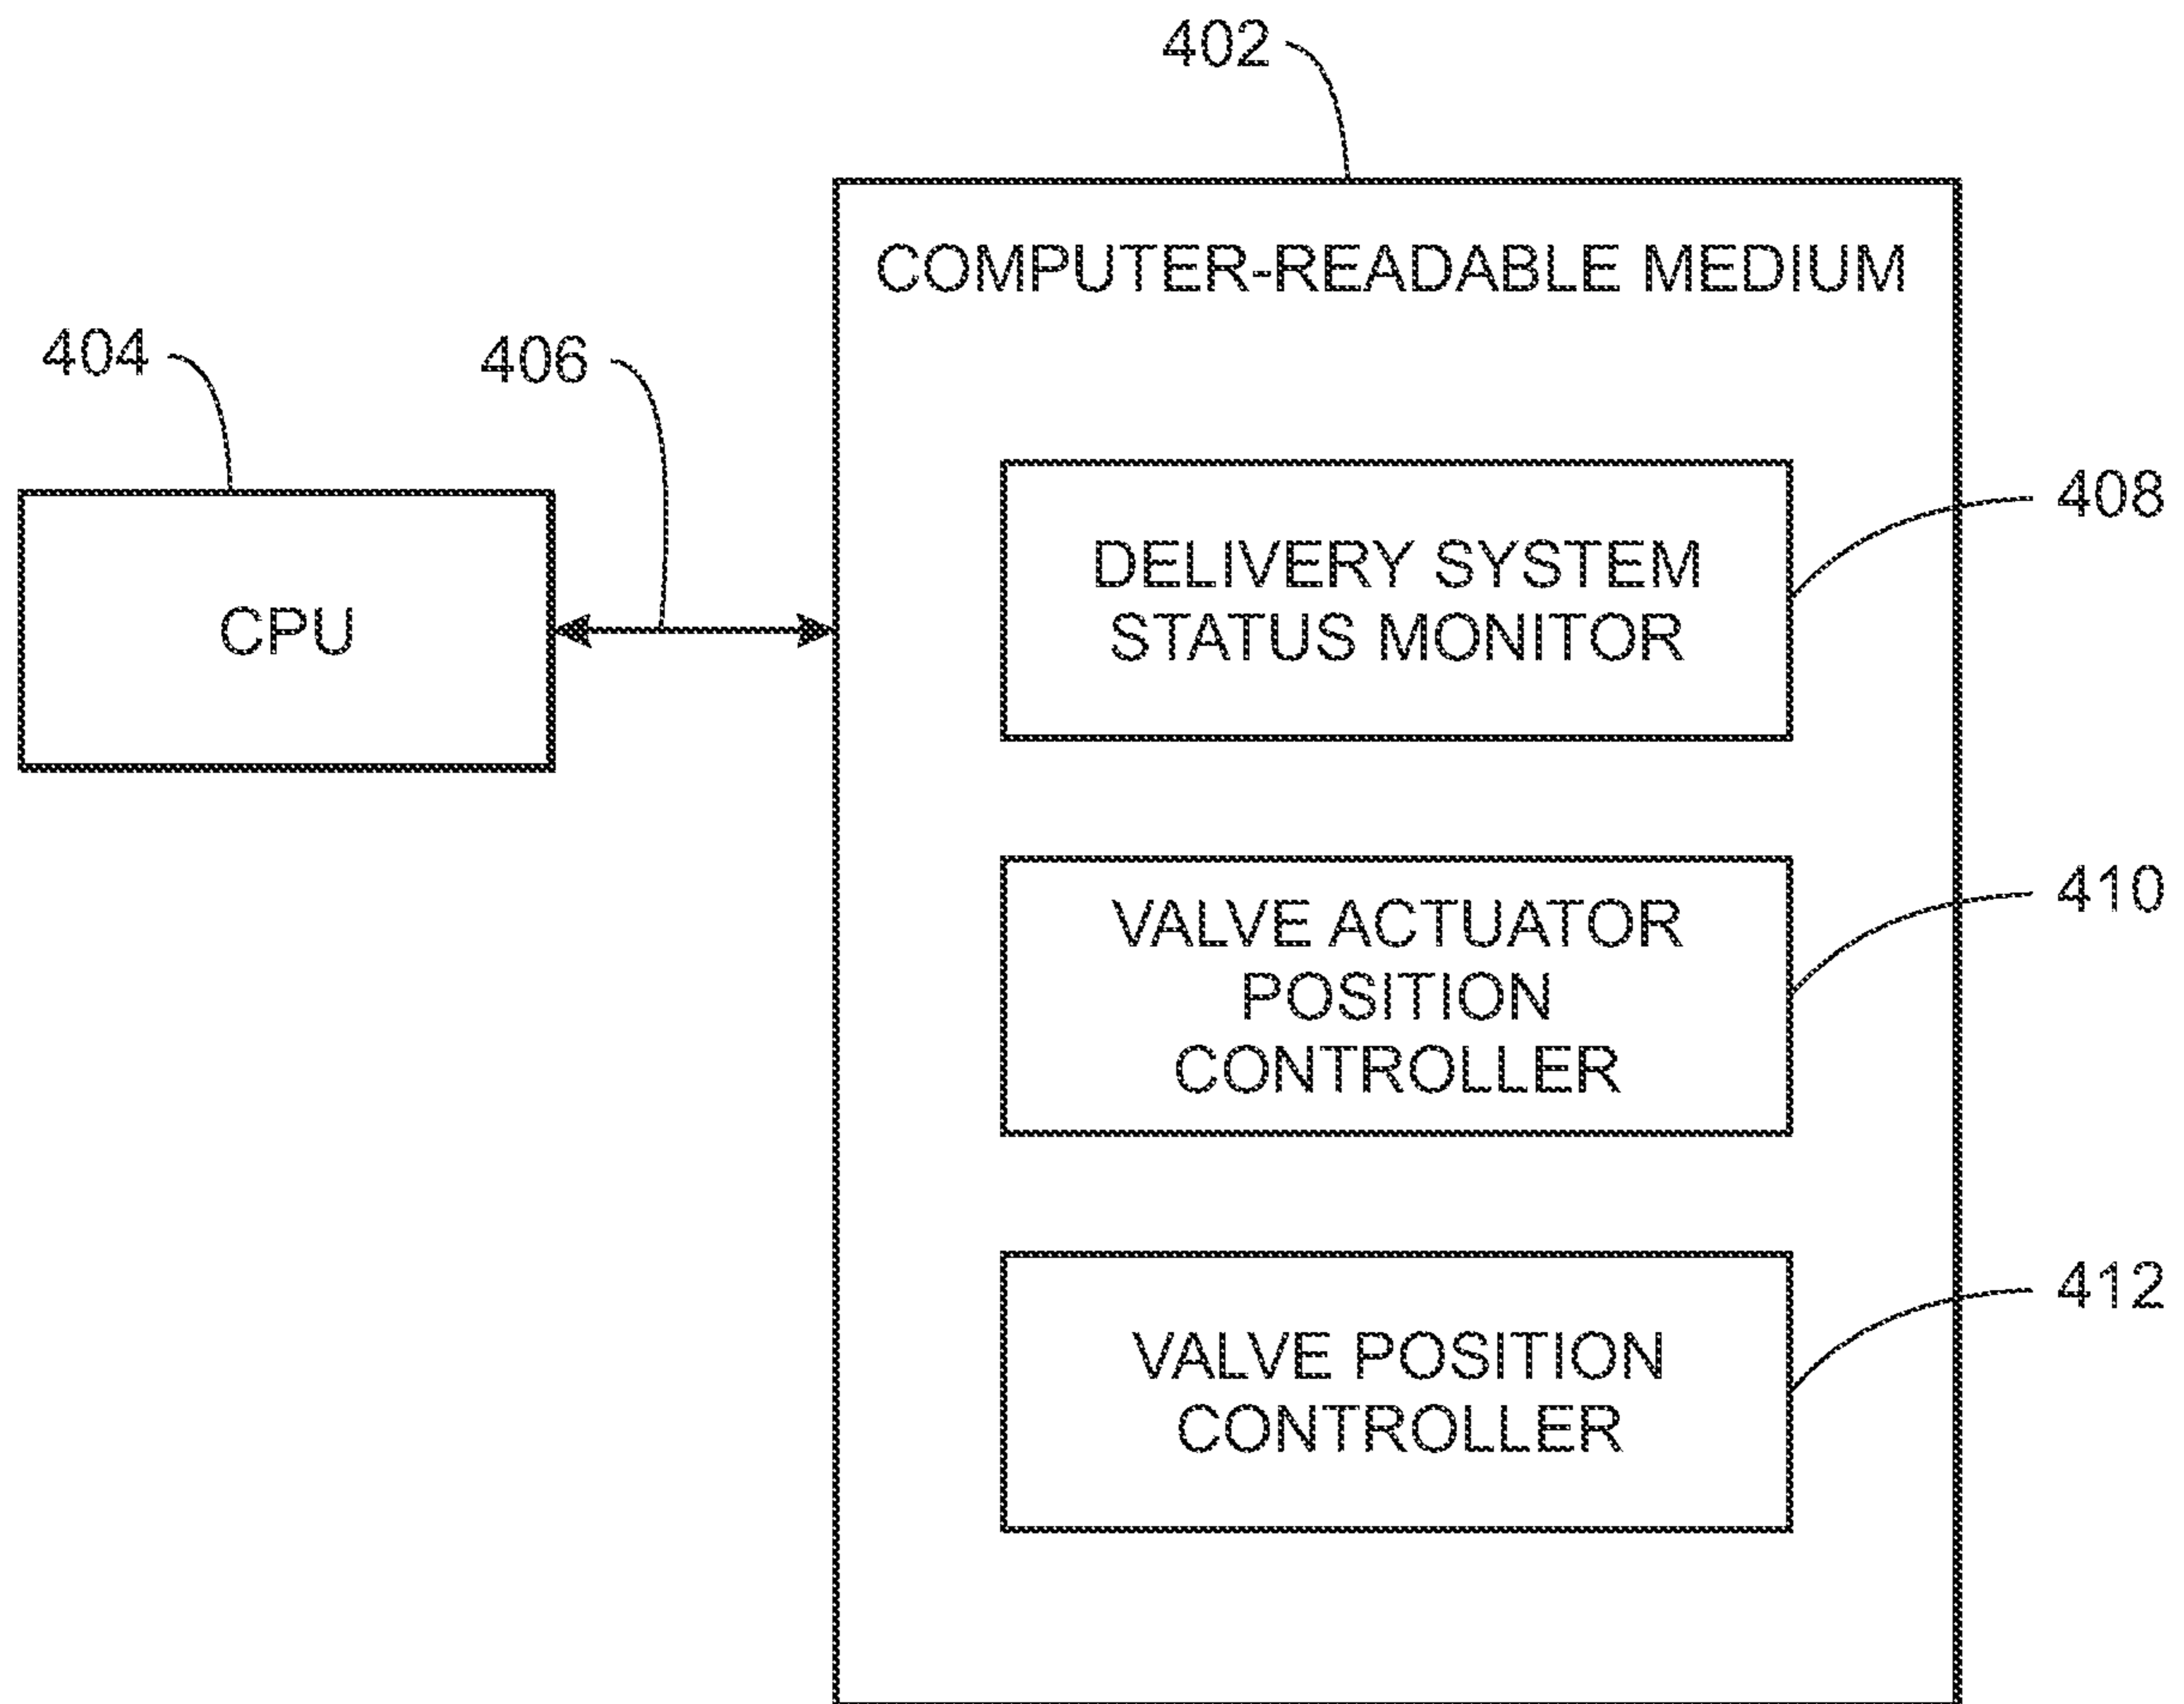 402
COMPUTER-READABLE MEDIUM
404
406
408
DELIVERY SYSTEM
STATUS MONITOR
CPU
410
VALVE ACTUATOR
POSITION
CONTROLLER
412
VALVE POSITION
CONTROLLER